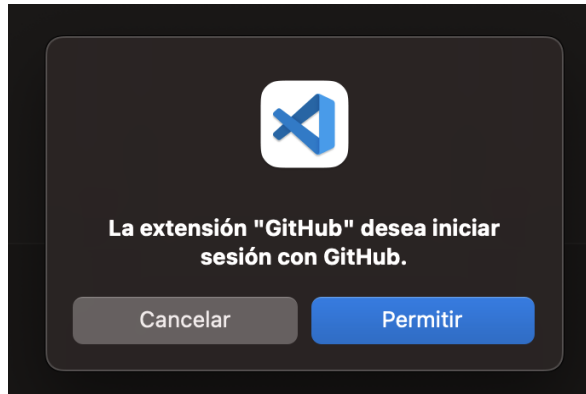 La extensión "GitHub" desea iniciar
sesión con GitHub.
Cancelar
Permitir